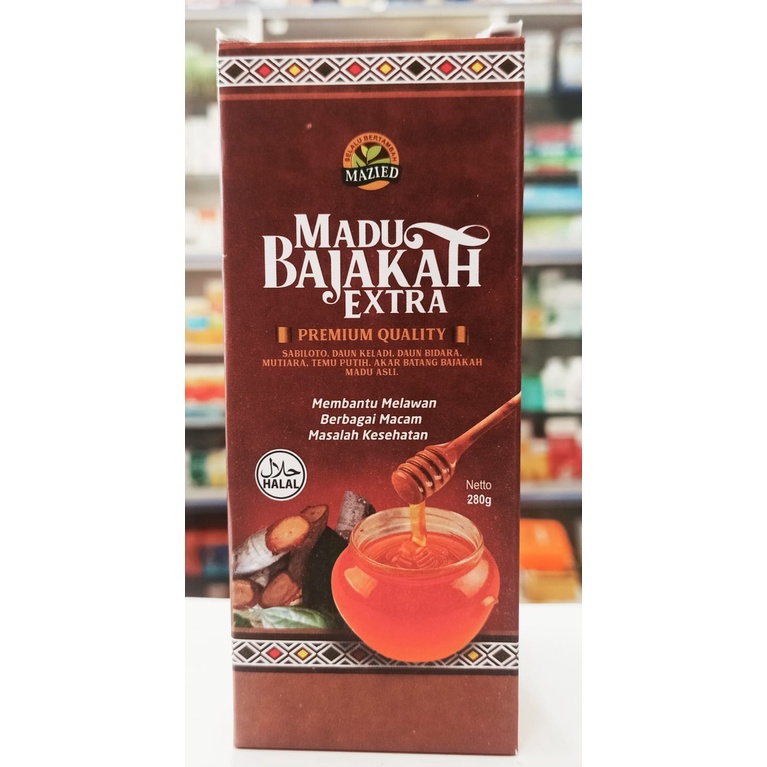 SELALU BERTAMBAH
MAZIED
MADU
BAJAKAH
EXTRA
PREMIUM QUALITY
SABILOTO, DAUN KELADI, DAUN BIDARA,
MUTIARA, TEMU PUTIH, AKAR BATANG BAJAKAH
MADU ASLI.
Membantu Melawan
Berbagai Macam
Masalah Kesehatan
حلال
HALAL
Netto
280g